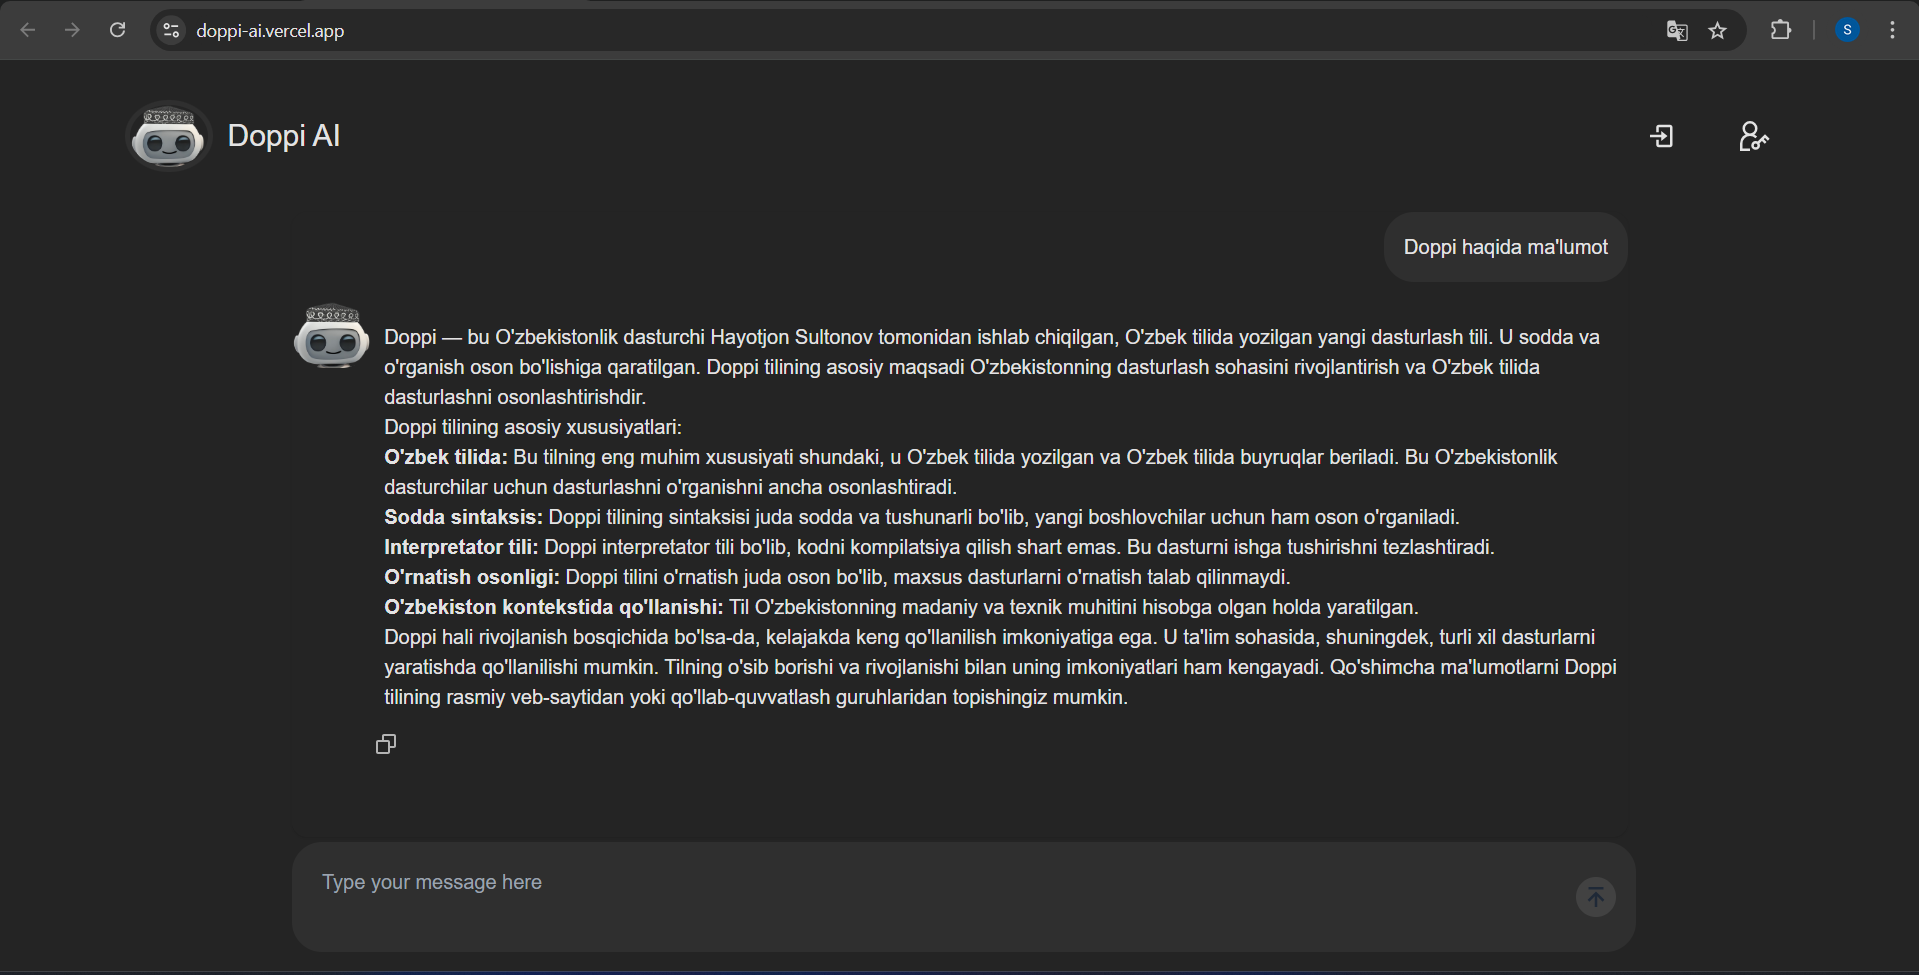 doppi-ai.vercel.app
S
Doppi AI
Doppi haqida ma'lumot
Doppi — bu O'zbekistonlik dasturchi Hayotjon Sultonov tomonidan ishlab chiqilgan, O'zbek tilida yozilgan yangi dasturlash tili. U sodda va
o'rganish oson bo'lishiga qaratilgan. Doppi tilining asosiy maqsadi O'zbekistonning dasturlash sohasini rivojlantirish va O'zbek tilida
dasturlashni osonlashtirishdir.
Doppi tilining asosiy xususiyatlari:
O'zbek tilida: Bu tilning eng muhim xususiyati shundaki, u O'zbek tilida yozilgan va O'zbek tilida buyruqlar beriladi. Bu O'zbekistonlik
dasturchilar uchun dasturlashni o'rganishni ancha osonlashtiradi.
Sodda sintaksis: Doppi tilining sintaksisi juda sodda va tushunarli bo'lib, yangi boshlovchilar uchun ham oson o'rganiladi.
Interpretator tili: Doppi interpretator tili bo'lib, kodni kompilatsiya qilish shart emas. Bu dasturni ishga tushirishni tezlashtiradi.
O'rnatish osonligi: Doppi tilini o'rnatish juda oson bo'lib, maxsus dasturlarni o'rnatish talab qilinmaydi.
O'zbekiston kontekstida qo'llanishi: Til O'zbekistonning madaniy va texnik muhitini hisobga olgan holda yaratilgan.
Doppi hali rivojlanish bosqichida bo'lsa-da, kelajakda keng qo'llanilish imkoniyatiga ega. U ta'lim sohasida, shuningdek, turli xil dasturlarni
yaratishda qo'llanilishi mumkin. Tilning o'sib borishi va rivojlanishi bilan uning imkoniyatlari ham kengayadi. Qo'shimcha ma'lumotlarni Doppi
tilining rasmiy veb-saytidan yoki qo'llab-quvvatlash guruhlaridan topishingiz mumkin.
Type your message here